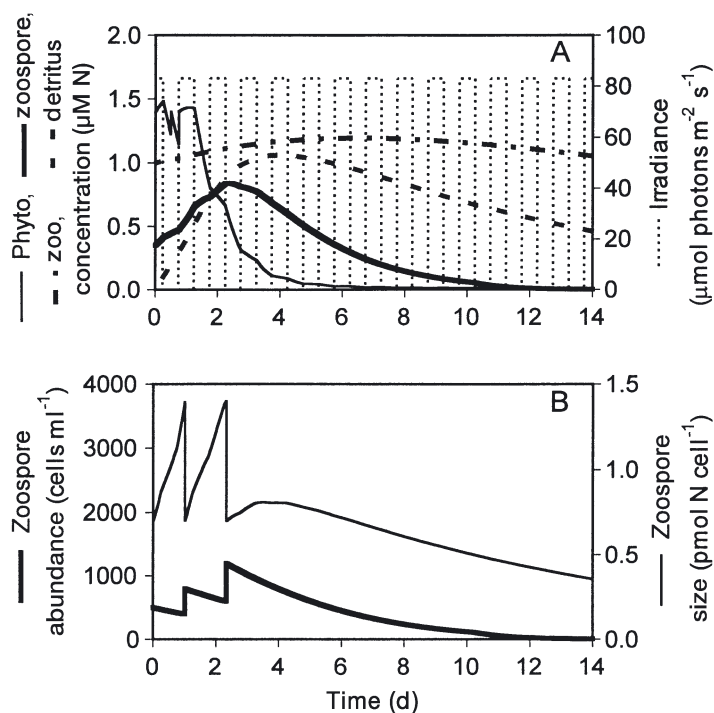 Phyto, zoospore,
zoo, detritus
concentration (µM N)
2.0
1.5
1.0
0.5
0.0
A
100
80
60
40
20
0
Irradiance
(µmol photons m⁻² s⁻¹)
0 2 4 6 8 10 12 14
Zoospore
abundance (cells ml⁻¹)
4000
3000
2000
1000
0
B
1.5
1.0
0.5
0.0
Zoospore
size (pmol N cell⁻¹)
0 2 4 6 8 10 12 14
Time (d)